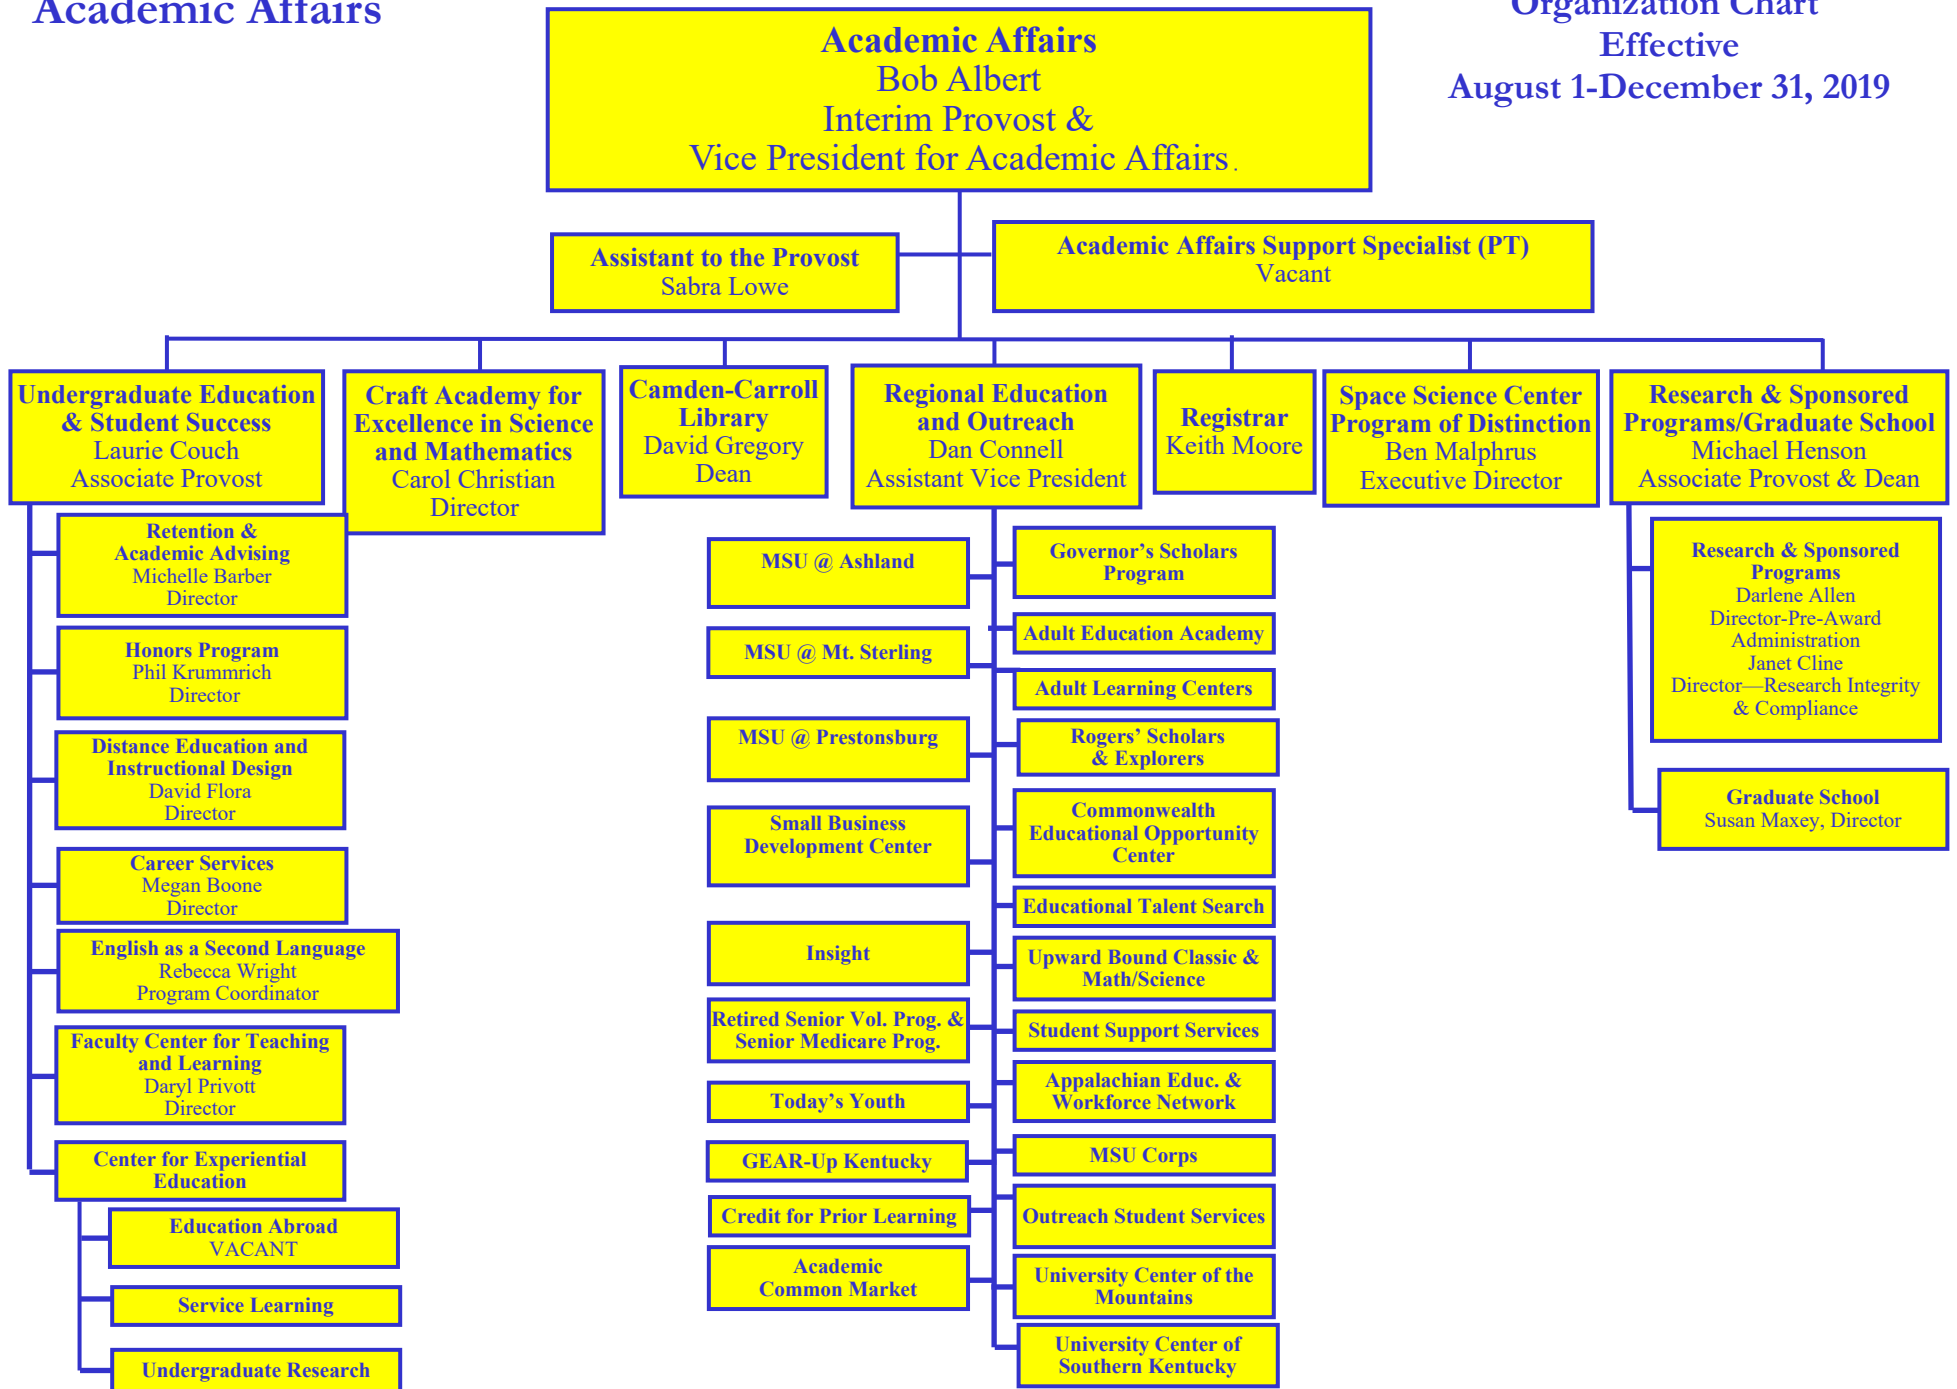 Academic Affairs
Organization Chart
Effective
August 1-December 31, 2019
Academic Affairs
Bob Albert
Interim Provost &
Vice President for Academic Affairs.
Assistant to the Provost
Sabra Lowe
Academic Affairs Support Specialist (PT)
Vacant
Undergraduate Education
& Student Success
Laurie Couch
Associate Provost
Craft Academy for
Excellence in Science
and Mathematics
Carol Christian
Director
Camden-Carroll
Library
David Gregory
Dean
Regional Education
and Outreach
Dan Connell
Assistant Vice President
Registrar
Keith Moore
Space Science Center
Program of Distinction
Ben Malphrus
Executive Director
Research & Sponsored
Programs/Graduate School
Michael Henson
Associate Provost & Dean
Retention &
Academic Advising
Michelle Barber
Director
Honors Program
Phil Krummrich
Director
Distance Education and
Instructional Design
David Flora
Director
Career Services
Megan Boone
Director
English as a Second Language
Rebecca Wright
Program Coordinator
Faculty Center for Teaching
and Learning
Daryl Privott
Director
Center for Experiential
Education
Education Abroad
VACANT
Service Learning
Undergraduate Research
MSU @ Ashland
MSU @ Mt. Sterling
MSU @ Prestonsburg
Small Business
Development Center
Insight
Retired Senior Vol. Prog. &
Senior Medicare Prog.
Today's Youth
GEAR-Up Kentucky
Credit for Prior Learning
Academic
Common Market
Governor's Scholars
Program
Adult Education Academy
Adult Learning Centers
Rogers' Scholars
& Explorers
Commonwealth
Educational Opportunity
Center
Educational Talent Search
Upward Bound Classic &
Math/Science
Student Support Services
Appalachian Educ. &
Workforce Network
MSU Corps
Outreach Student Services
University Center of the
Mountains
University Center of
Southern Kentucky
Research & Sponsored
Programs
Darlene Allen
Director-Pre-Award
Administration
Janet Cline
Director—Research Integrity
& Compliance
Graduate School
Susan Maxey, Director